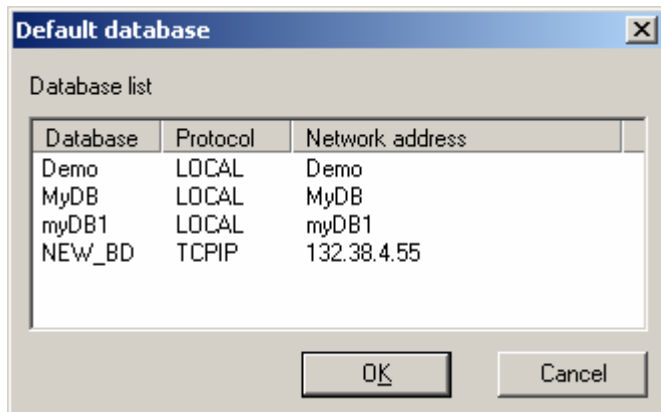 Default database
Database list
Database Protocol Network address
Demo LOCAL Demo
MyDB LOCAL MyDB
myDB1 LOCAL myDB1
NEW_BD TCPIP 132.38.4.55
OK Cancel